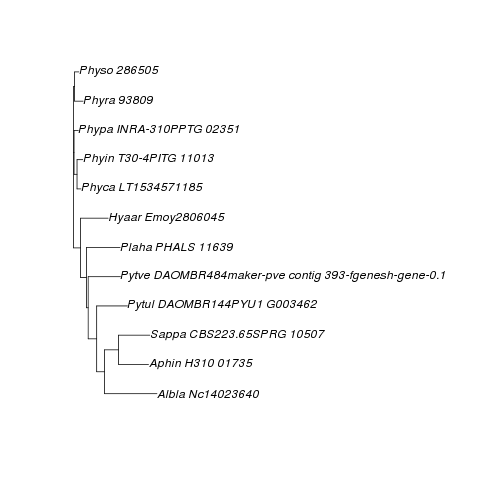 Physo 286505
Phyra 93809
Phypa INRA-310PPTG 02351
Phyin T30-4PITG 11013
Phyca LT1534571185
Hyaar Emoy2806045
Plaha PHALS 11639
Pytve DAOMBR484maker-pve contig 393-fgenesh-gene-0.1
Pytul DAOMBR144PYU1 G003462
Sappa CBS223.65SPRG 10507
Aphin H310 01735
Albla Nc14023640